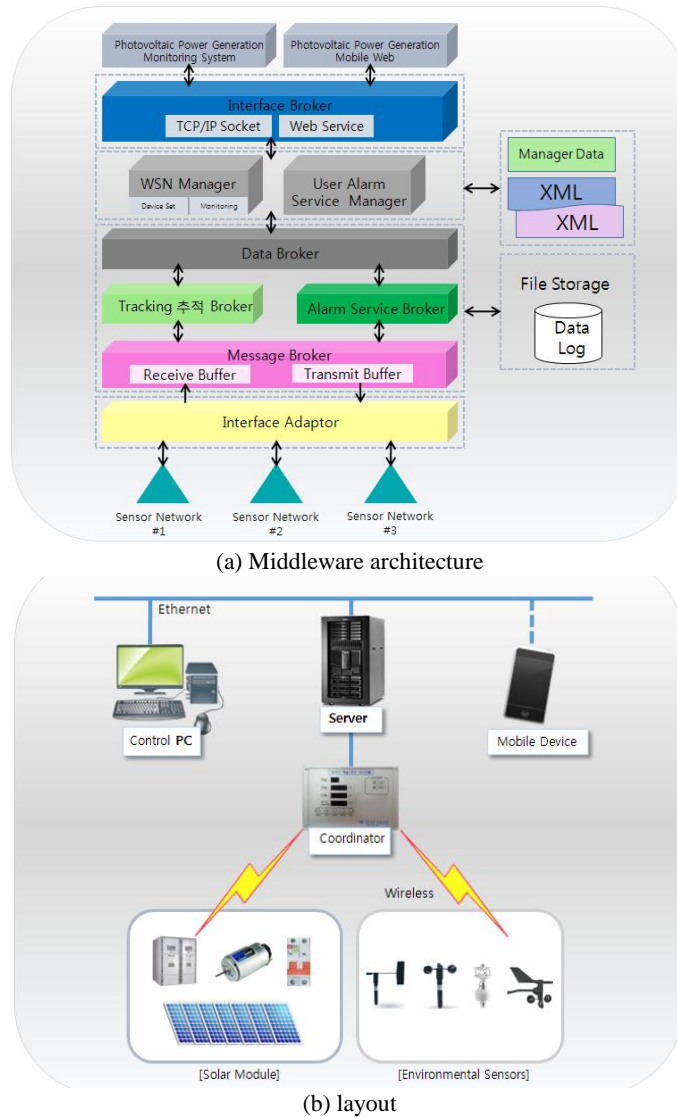 Photovoltaic Power Generation
Monitoring System
Photovoltaic Power Generation
Mobile Web
Interface Broker
TCP/IP Socket
Web Service
WSN Manager
Device Set
Monitoring
User Alarm
Service Manager
Manager Data
XML
XML
Data Broker
Tracking 추적 Broker
Alarm Service Broker
File Storage
Data
Log
Message Broker
Receive Buffer
Transmit Buffer
Interface Adaptor
Sensor Network
#1
Sensor Network
#2
Sensor Network
#3
(a) Middleware architecture
Ethernet
Control PC
Server
Mobile Device
Coordinator
Wireless
[Solar Module]
[Environmental Sensors]
(b) layout